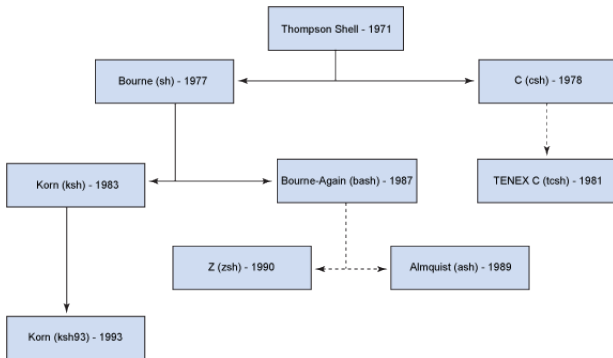 Thompson Shell - 1971
Bourne (sh) - 1977
C (csh) - 1978
Korn (ksh) - 1983
Bourne-Again (bash) - 1987
TENEX C (tcsh) - 1981
Z (zsh) - 1990
Almquist (ash) - 1989
Korn (ksh93) - 1993